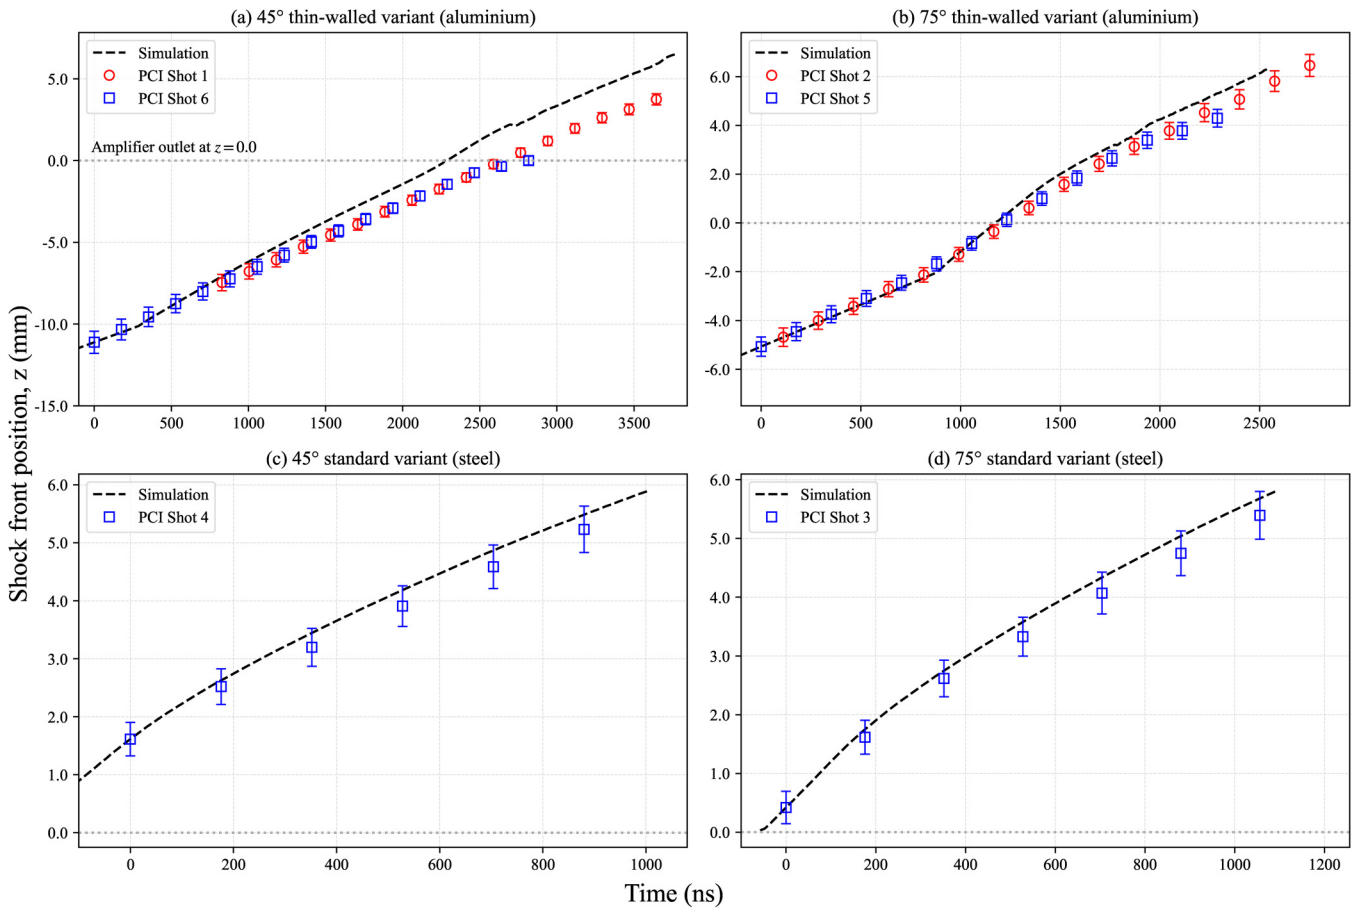 (a) 45° thin-walled variant (aluminium)
Simulation
PCI Shot 1
PCI Shot 6
Amplifier outlet at z=0.0
5.0
0.0
-5.0
-10.0
-15.0
0 500 1000 1500 2000 2500 3000 3500
(b) 75° thin-walled variant (aluminium)
Simulation
PCI Shot 2
PCI Shot 5
6.0
4.0
2.0
0.0
-2.0
-4.0
-6.0
0 500 1000 1500 2000 2500
Shock front position, z (mm)
(c) 45° standard variant (steel)
Simulation
PCI Shot 4
6.0
5.0
4.0
3.0
2.0
1.0
0.0
0 200 400 600 800 1000
(d) 75° standard variant (steel)
Simulation
PCI Shot 3
6.0
5.0
4.0
3.0
2.0
1.0
0.0
0 200 400 600 800 1000 1200
Time (ns)